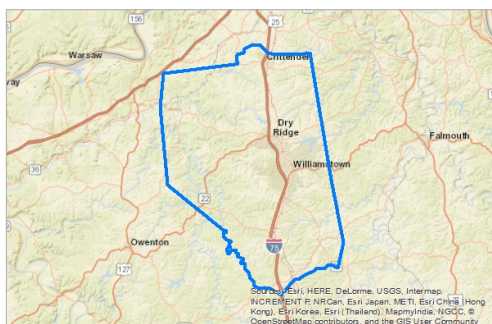 156
25
Warsaw
way
Crittenden
Dry
Ridge
Falmouth
Williamstown
36
22
Owenton
75
127
Sources: Esri, HERE, DeLorme, USGS, Intermap,
INCREMENT P, NRCan, Esri Japan, METI, Esri China (Hong
Kong), Esri Korea, Esri (Thailand), MapmyIndia, NGCC, ©
OpenStreetMap contributors, and the GIS User Community